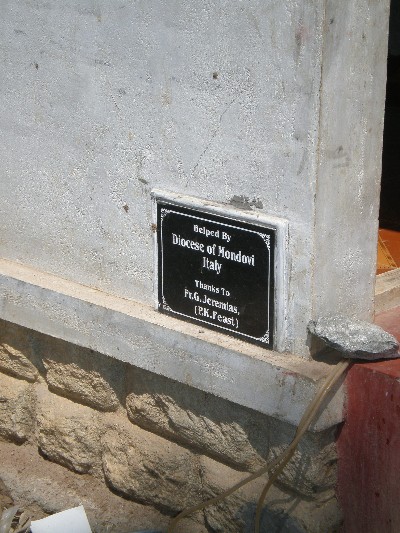 Helped By
Diocese of Mondovi
Italy
Thanks To
Fr.G.Jeremias,
(P.K.Feast)